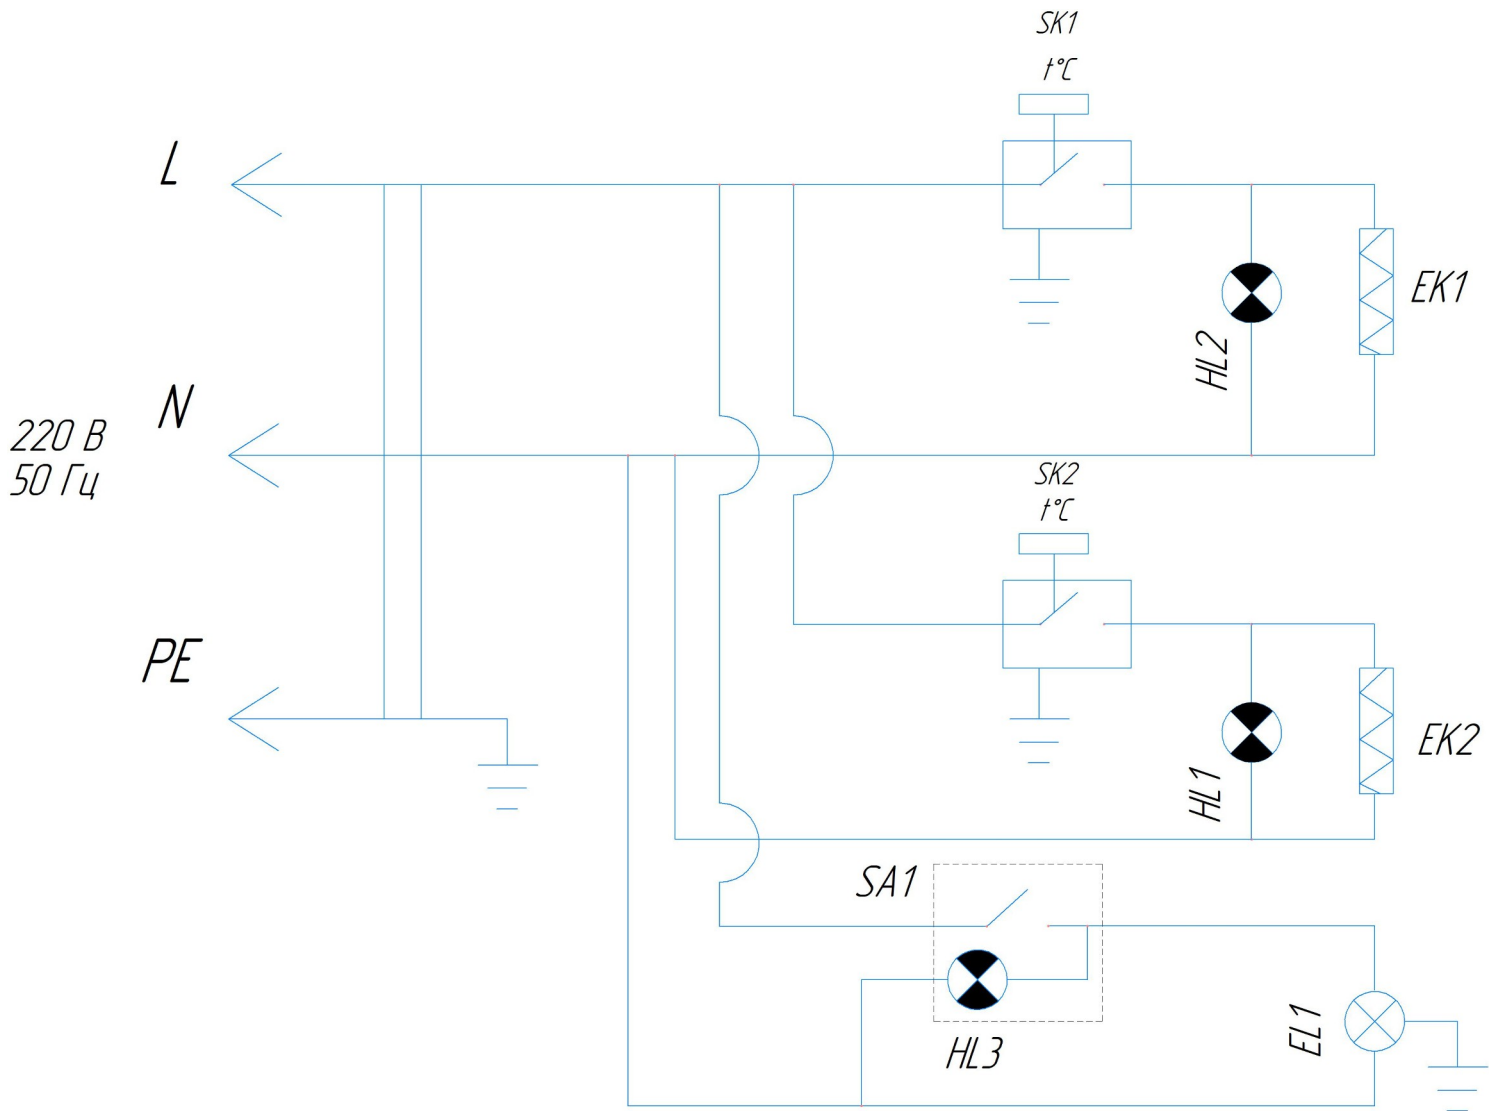 SK1
t°C
L
EK1
HL2
N
220 В
50 Гц
SK2
t°C
PE
EK2
HL1
SA1
HL3
EL1